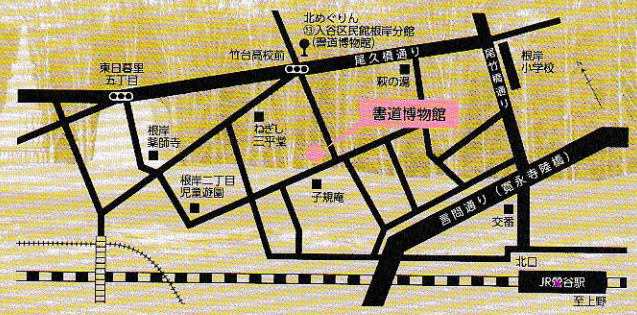 北めぐりん
⑬入谷区民館根岸分館
(書道博物館)
竹台高校前
尾久橋通り
尾竹橋通り
根岸
小学校
東日暮里
五丁目
萩の湯
書道博物館
ねぎし
三平堂
根岸
薬師寺
根岸二丁目
児童遊園
子規庵
言問通り(寛永寺陸橋)
交番
北口
JR鶯谷駅
至上野